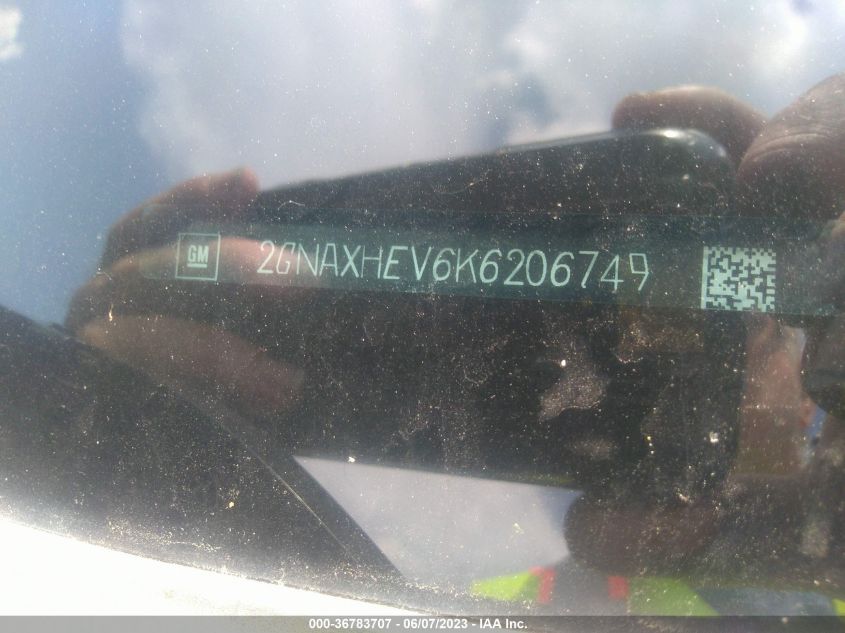 GM 2GNAXHEV6K6206749
000-36783707 - 06/07/2023 - IAA Inc.